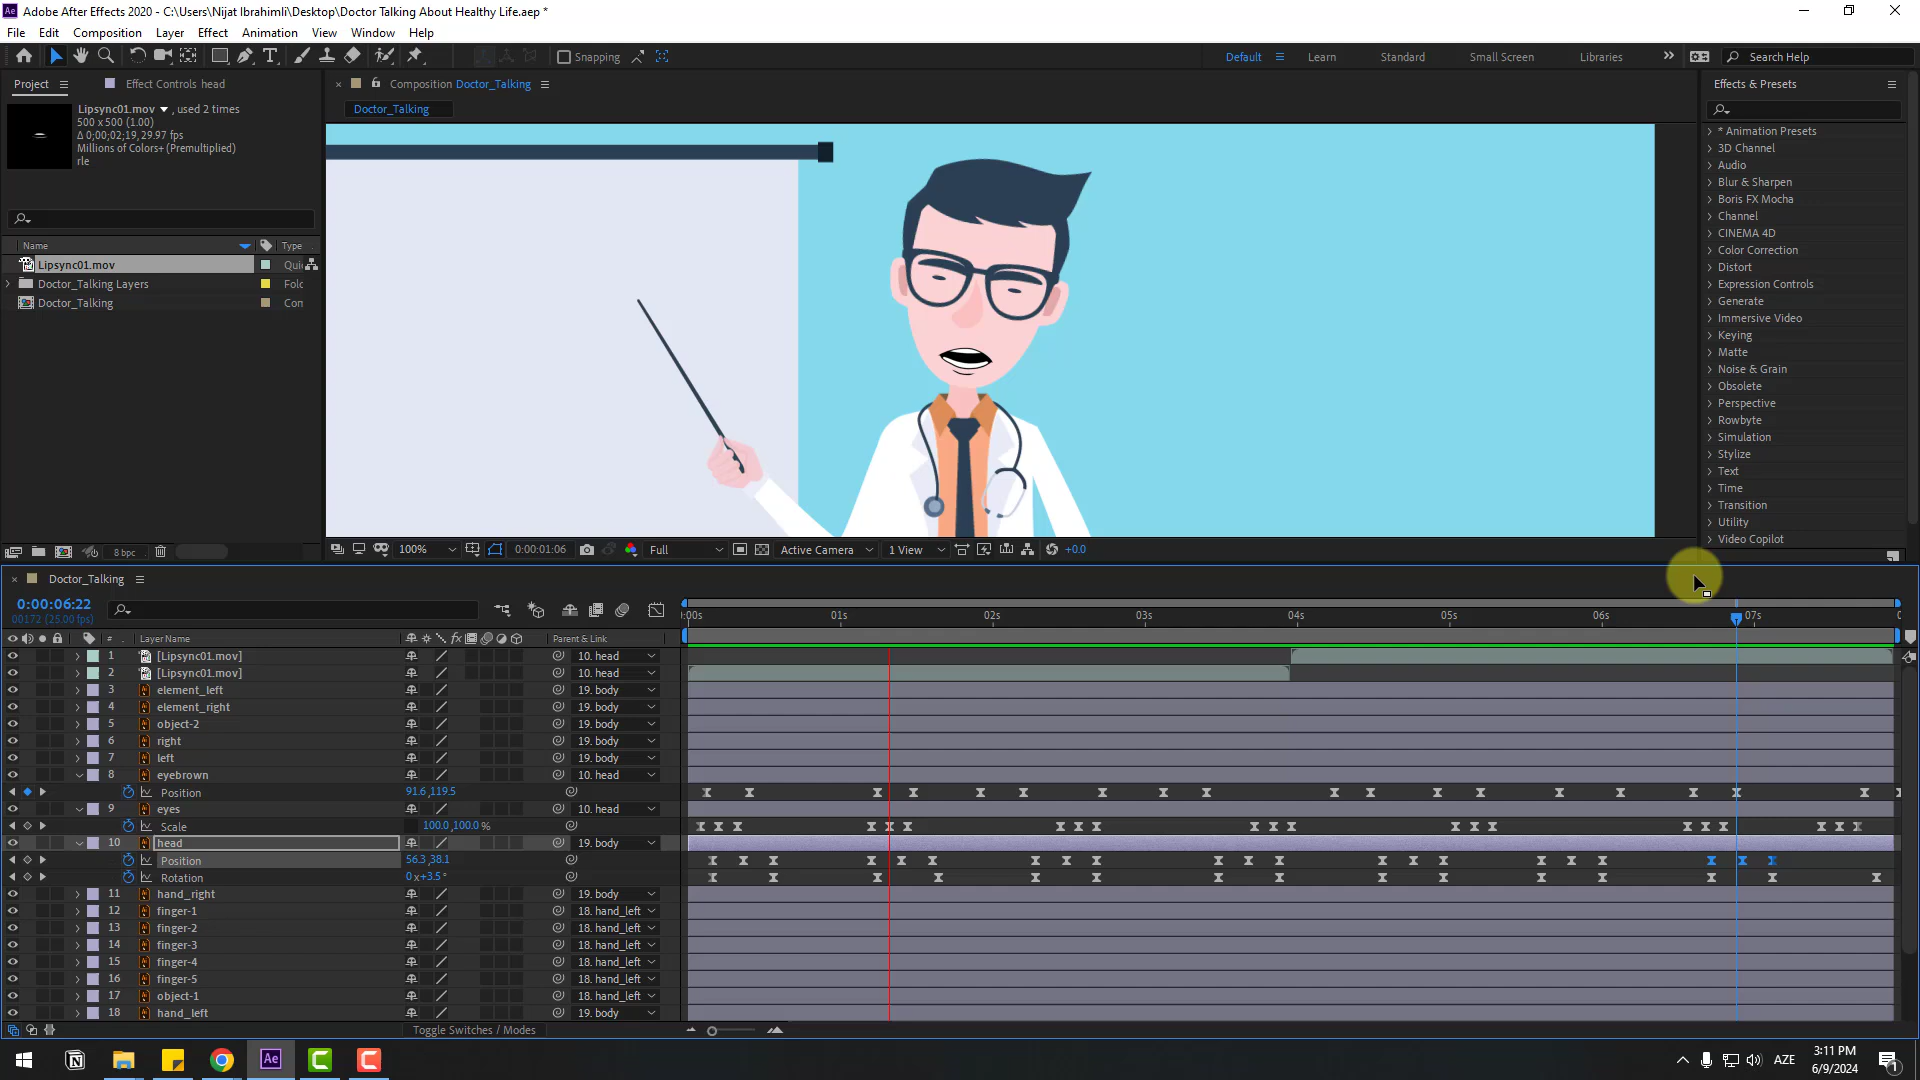 Ae Adobe After Effects 2020 - C:\Users\Nijat Ibrahimli\Desktop\Doctor Talking About Healthy Life.aep *
File Edit Composition Layer Effect Animation View Window Help
Snapping Default Learn Standard Small Screen Libraries Search Help
Project Effect Controls head
Composition Doctor_Talking
Effects & Presets
Doctor_Talking
Lipsync01.mov , used 2 times
500 x 500 (1.00)
Δ 0;00;02;19, 29.97 fps
Millions of Colors+ (Premultiplied)
rle
Name Type
Lipsync01.mov
Doctor_Talking Layers
Doctor_Talking
* Animation Presets
3D Channel
Audio
Blur & Sharpen
Boris FX Mocha
Channel
CINEMA 4D
Color Correction
Distort
Expression Controls
Generate
Immersive Video
Keying
Matte
Noise & Grain
Obsolete
Perspective
Rowbyte
Simulation
Stylize
Text
Time
Transition
Utility
Video Copilot
8 bpc
100% 0:00:01:06 Full Active Camera 1 View +0.0
Doctor_Talking
0:00:06:22
00172 (25.00 fps)
:00s 01s 02s 03s 04s 05s 06s 07s
# Layer Name Parent & Link
1 [Lipsync01.mov] 10. head
2 [Lipsync01.mov] 10. head
3 element_left 19. body
4 element_right 19. body
5 object-2 19. body
6 right 19. body
7 left 19. body
8 eyebrown 10. head
Position 91.6,119.5
9 eyes 10. head
Scale 100.0,100.0 %
10 head 19. body
Position 56.3,38.1
Rotation 0 x+3.5 °
11 hand_right 19. body
12 finger-1 18. hand_left
13 finger-2 18. hand_left
14 finger-3 18. hand_left
15 finger-4 18. hand_left
16 finger-5 18. hand_left
17 object-1 18. hand_left
18 hand_left 19. body
Toggle Switches / Modes
Ae
AZE
3:11 PM
6/9/2024
1